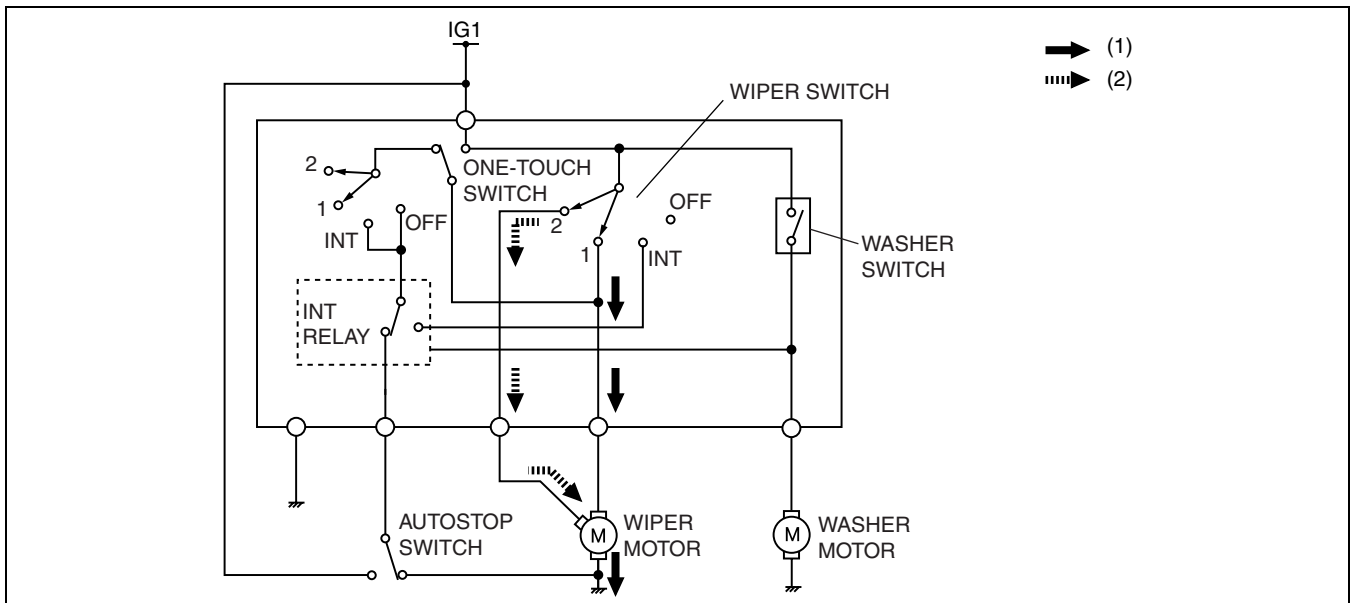 IG1
(1)
(2)
WIPER SWITCH
ONE-TOUCH
SWITCH
2
1
INT
OFF
2
1
INT
OFF
WASHER
SWITCH
INT
RELAY
AUTOSTOP
SWITCH
M
WIPER
MOTOR
M
WASHER
MOTOR